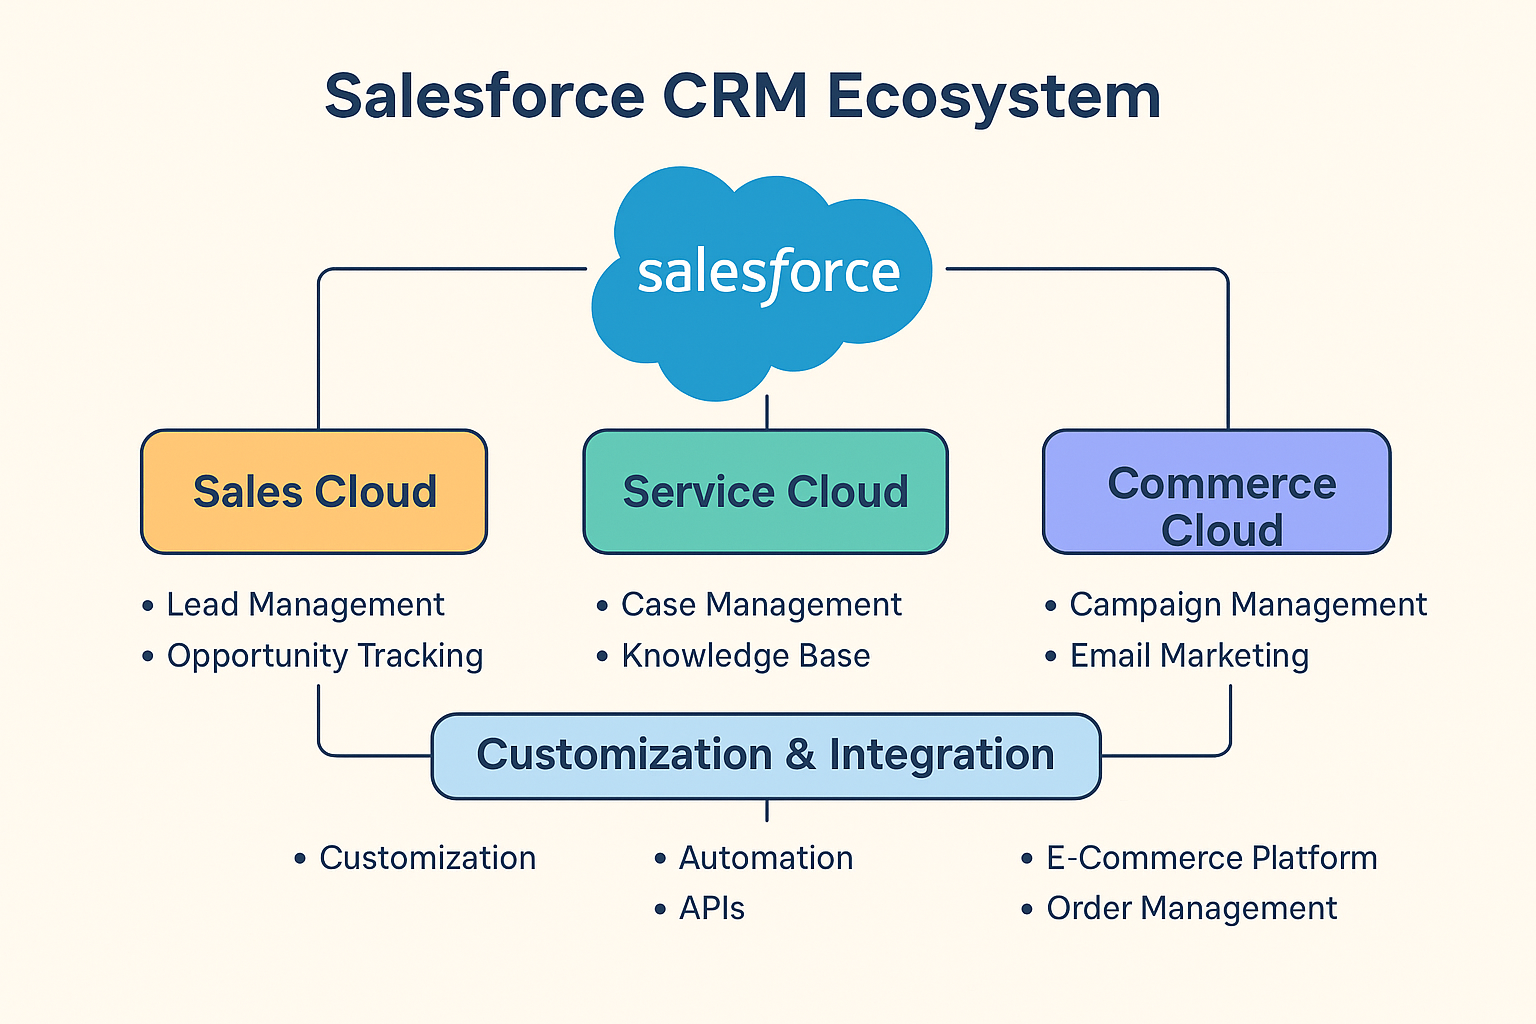 Salesforce CRM Ecosystem
salesforce
Sales Cloud
• Lead Management
• Opportunity Tracking
Service Cloud
• Case Management
• Knowledge Base
Commerce
Cloud
• Campaign Management
• Email Marketing
Customization & Integration
• Customization
• Automation
• APIs
• E-Commerce Platform
• Order Management